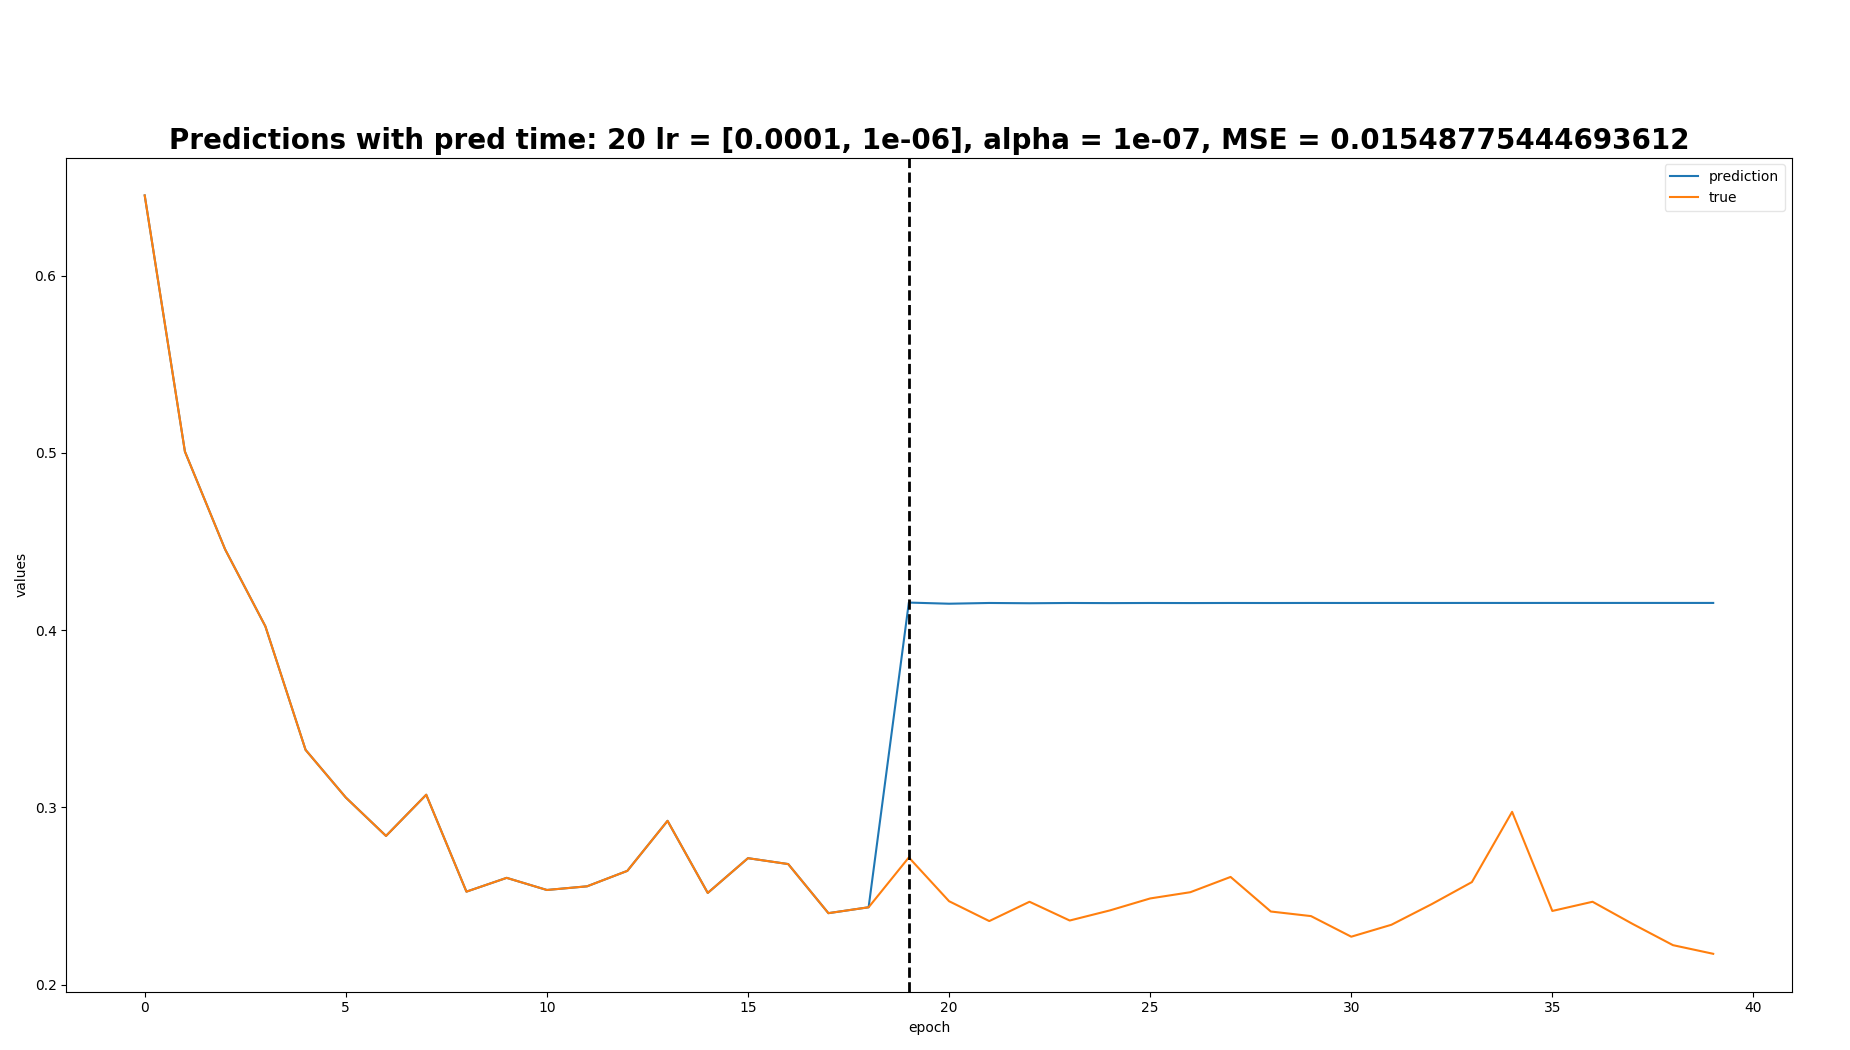 Predictions with pred time: 20 lr = [0.0001, 1e-06], alpha = 1e-07, MSE = 0.01548775444693612
prediction
true
0.6
0.5
0.4
0.3
0.2
values
0 5 10 15 20 25 30 35 40
epoch